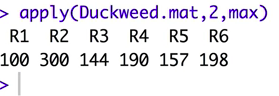 > apply(Duckweed.mat,2,max)
R1 R2 R3 R4 R5 R6
100 300 144 190 157 198
>